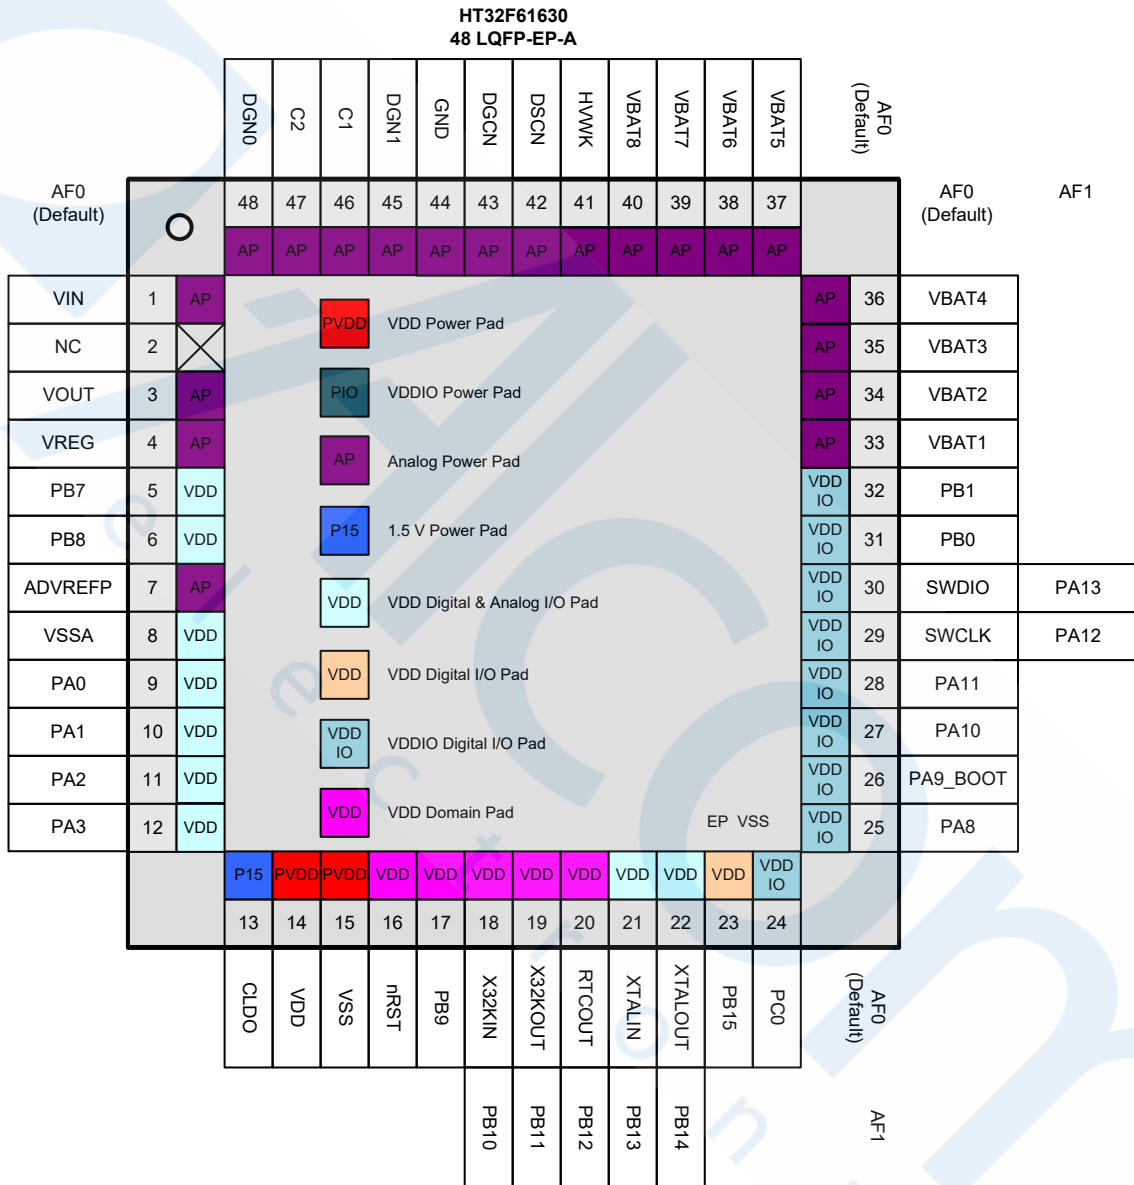 HT32F61630
48 LQFP-EP-A
DGN0
C2
C1
DGN1
GND
DGCN
DSCN
HVWK
VBAT8
VBAT7
VBAT6
VBAT5
AF0
(Default)
AF0
(Default)
48 47 46 45 44 43 42 41 40 39 38 37
AF0
(Default)
AF1
AP AP AP AP AP AP AP AP AP AP AP AP
VIN 1 AP
NC 2
VOUT 3 AP
VREG 4 AP
PB7 5 VDD
PB8 6 VDD
ADVREFP 7 AP
VSSA 8 VDD
PA0 9 VDD
PA1 10 VDD
PA2 11 VDD
PA3 12 VDD
PVDD VDD Power Pad
PIO VDDIO Power Pad
AP Analog Power Pad
P15 1.5 V Power Pad
VDD VDD Digital & Analog I/O Pad
VDD VDD Digital I/O Pad
VDD IO VDDIO Digital I/O Pad
VDD VDD Domain Pad
EP VSS
AP 36 VBAT4
AP 35 VBAT3
AP 34 VBAT2
AP 33 VBAT1
VDD IO 32 PB1
VDD IO 31 PB0
VDD IO 30 SWDIO PA13
VDD IO 29 SWCLK PA12
VDD IO 28 PA11
VDD IO 27 PA10
VDD IO 26 PA9_BOOT
VDD IO 25 PA8
P15 PVDD PVDD VDD VDD VDD VDD VDD VDD VDD VDD VDD IO
13 14 15 16 17 18 19 20 21 22 23 24
CLDO
VDD
VSS
nRST
PB9
X32KIN
X32KOUT
RTCOUT
XTALIN
XTALOUT
PB15
PC0
AF0
(Default)
PB10
PB11
PB12
PB13
PB14
AF1